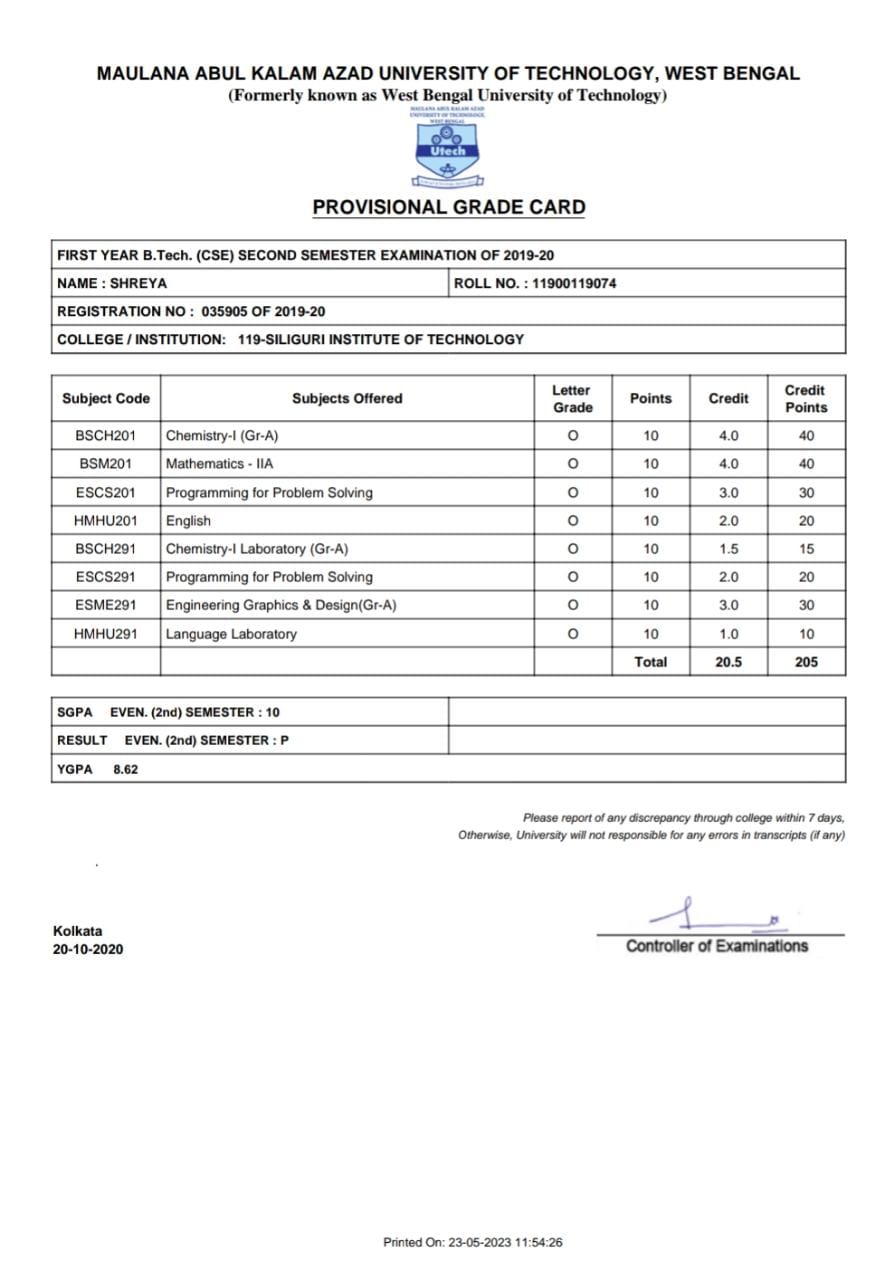 MAULANA ABUL KALAM AZAD UNIVERSITY OF TECHNOLOGY, WEST BENGAL
(Formerly known as West Bengal University of Technology)
MAULANA ABUL KALAM AZAD
UNIVERSITY OF TECHNOLOGY,
WEST BENGAL
Utech
PROVISIONAL GRADE CARD
FIRST YEAR B.Tech. (CSE) SECOND SEMESTER EXAMINATION OF 2019-20
NAME : SHREYA ROLL NO. : 11900119074
REGISTRATION NO : 035905 OF 2019-20
COLLEGE / INSTITUTION: 119-SILIGURI INSTITUTE OF TECHNOLOGY
Subject Code Subjects Offered Letter Grade Points Credit Credit Points
BSCH201 Chemistry-I (Gr-A) O 10 4.0 40
BSM201 Mathematics - IIA O 10 4.0 40
ESCS201 Programming for Problem Solving O 10 3.0 30
HMHU201 English O 10 2.0 20
BSCH291 Chemistry-I Laboratory (Gr-A) O 10 1.5 15
ESCS291 Programming for Problem Solving O 10 2.0 20
ESME291 Engineering Graphics & Design(Gr-A) O 10 3.0 30
HMHU291 Language Laboratory O 10 1.0 10
Total 20.5 205
SGPA EVEN. (2nd) SEMESTER : 10
RESULT EVEN. (2nd) SEMESTER : P
YGPA 8.62
Please report of any discrepancy through college within 7 days,
Otherwise, University will not responsible for any errors in transcripts (if any)
Kolkata
20-10-2020
Controller of Examinations
Printed On: 23-05-2023 11:54:26